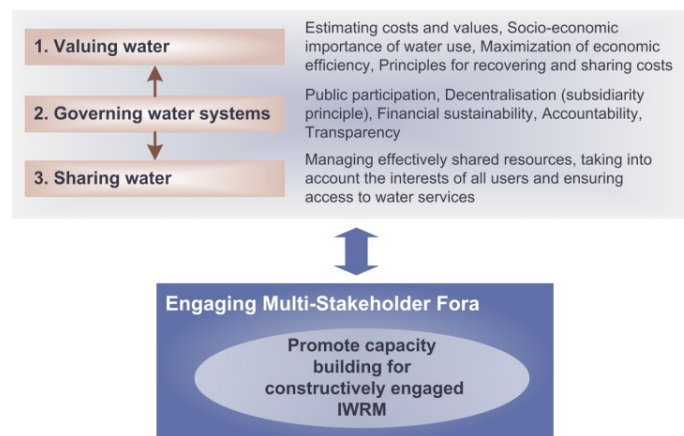 1. Valuing water
Estimating costs and values, Socio-economic
importance of water use, Maximization of economic
efficiency, Principles for recovering and sharing costs
2. Governing water systems
Public participation, Decentralisation (subsidiarity
principle), Financial sustainability, Accountability,
Transparency
3. Sharing water
Managing effectively shared resources, taking into
account the interests of all users and ensuring
access to water services
Engaging Multi-Stakeholder Fora
Promote capacity
building for
constructively engaged
IWRM